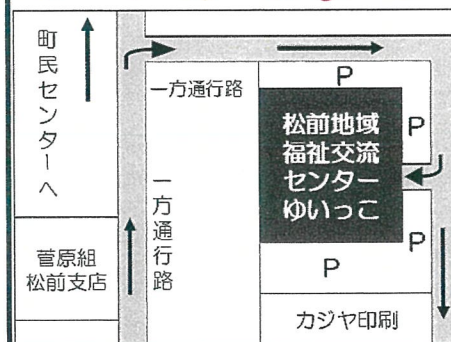 町民センターへ
一方通行路
P
松前地域
福祉交流
センター
ゆいっこ
P
一方通行路
菅原組
松前支店
P
P
カジヤ印刷